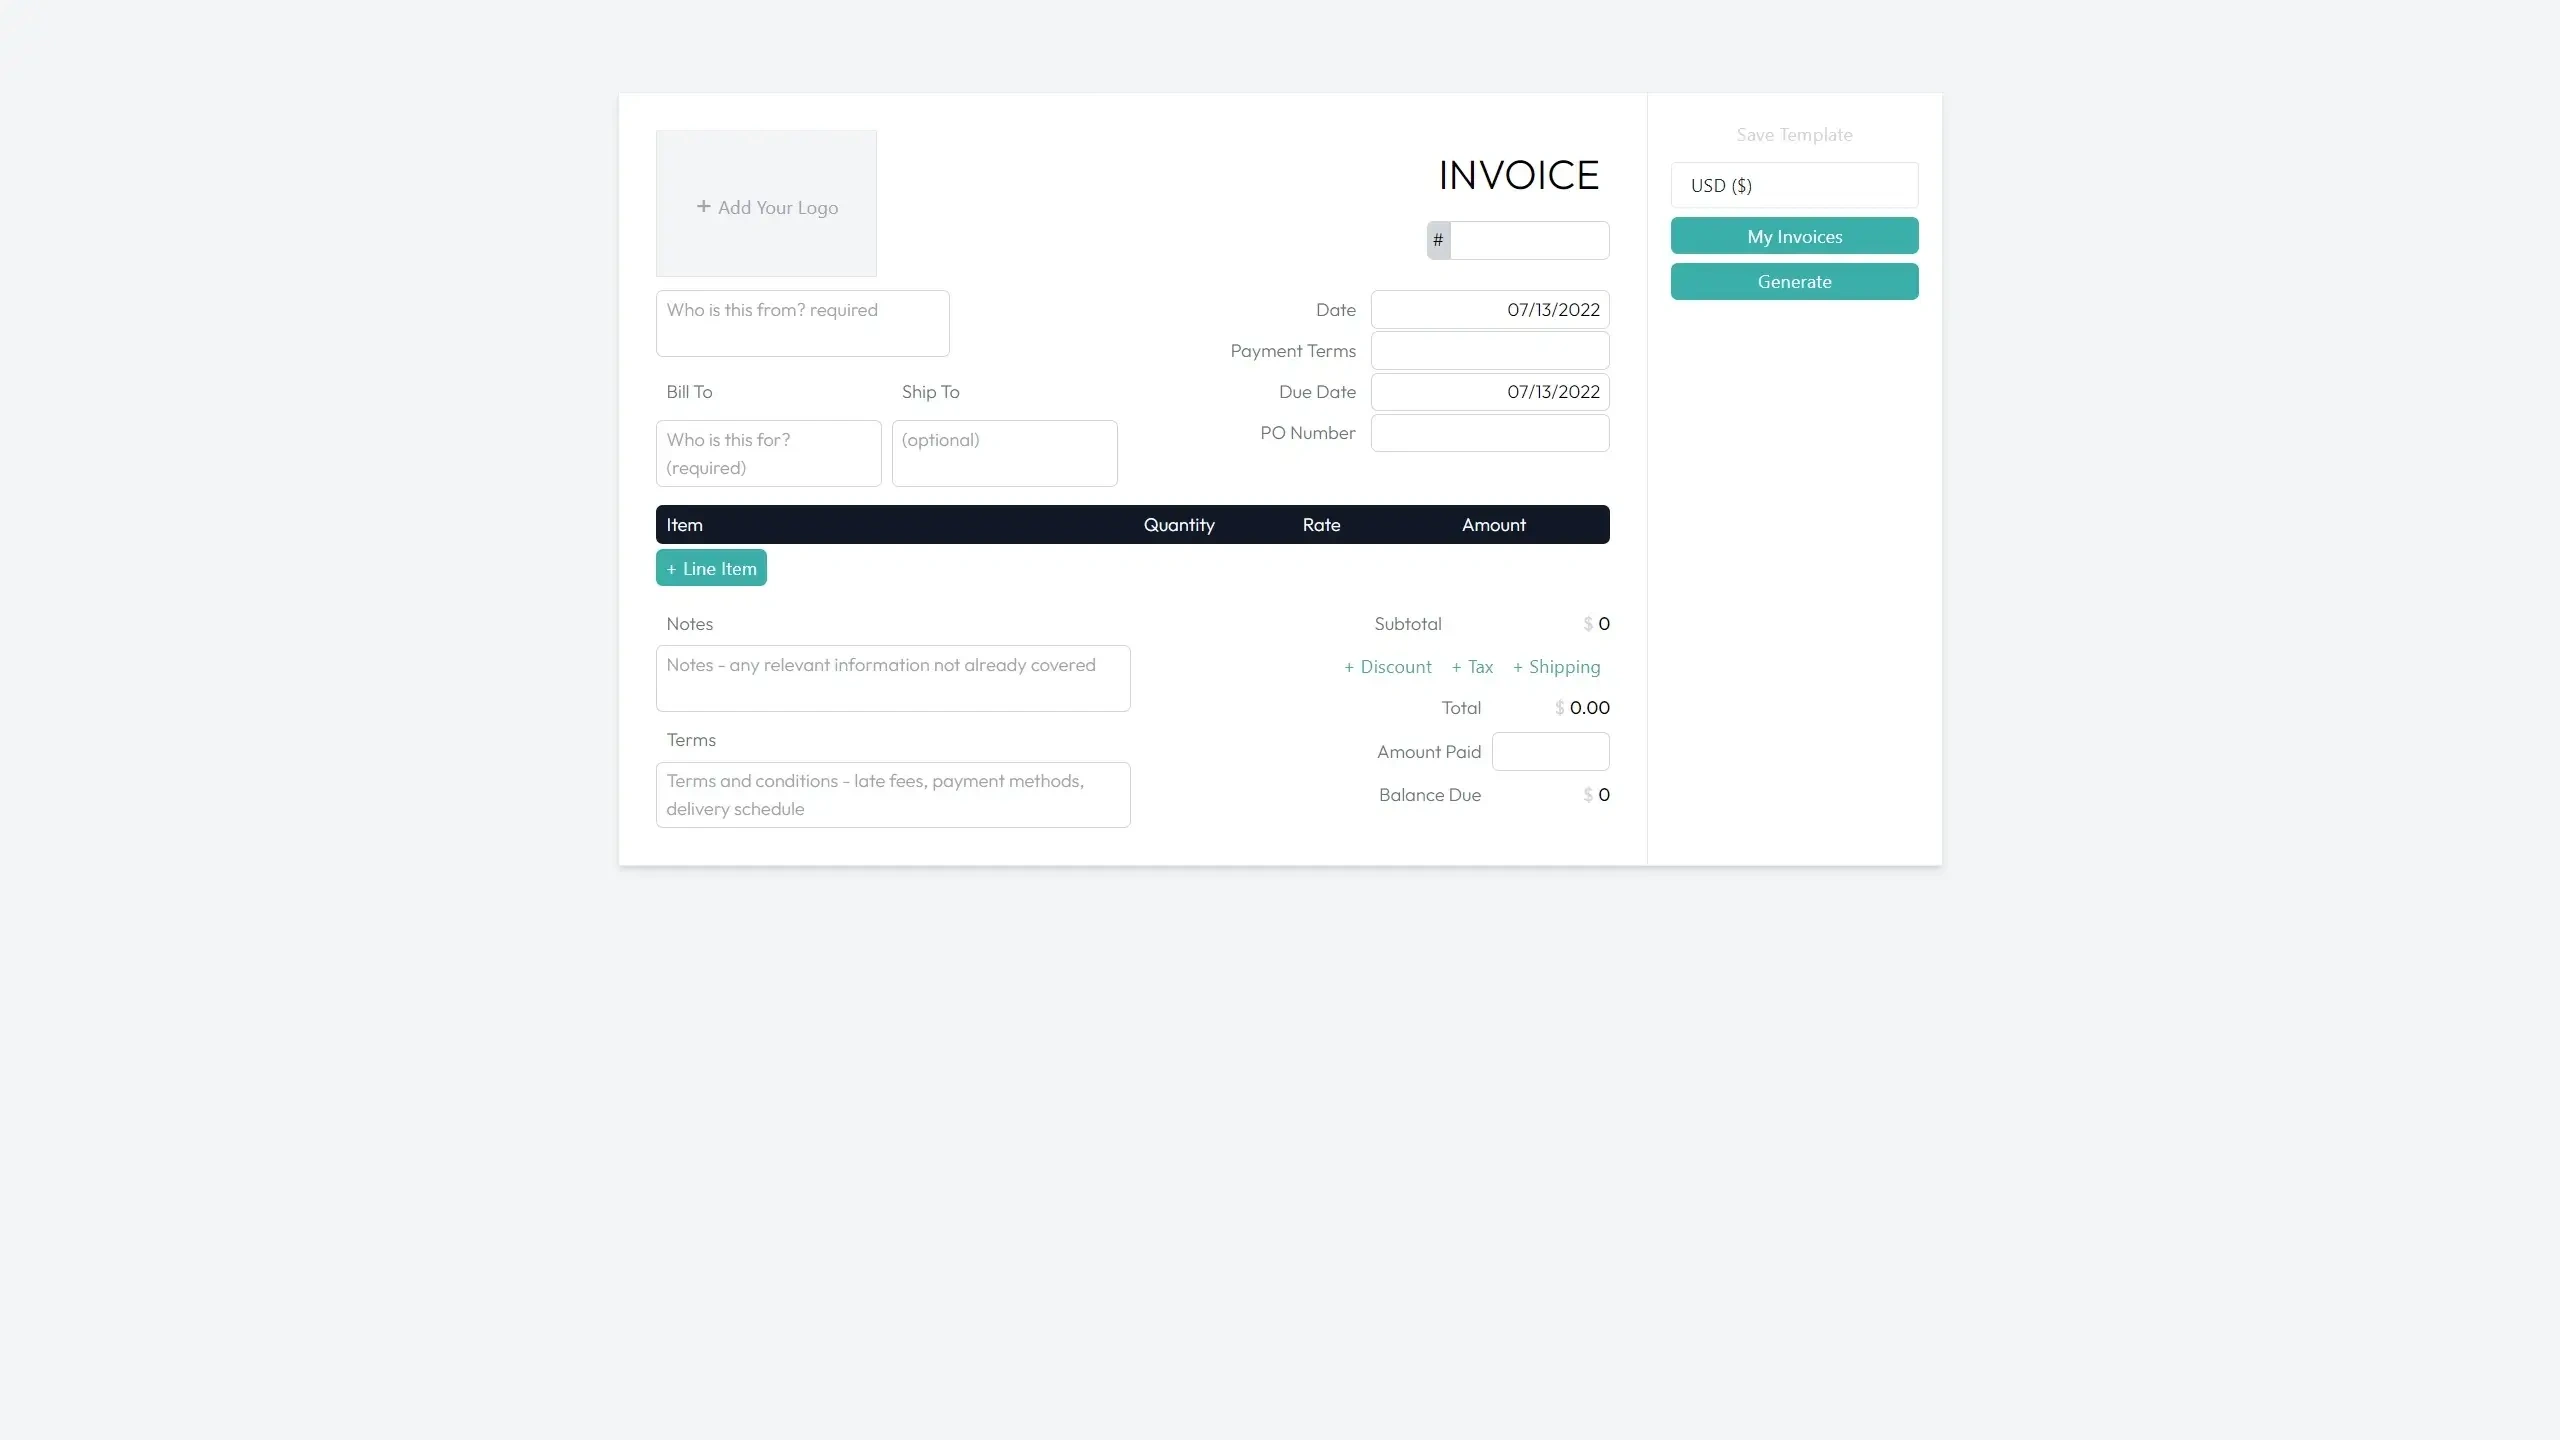 Save Template
INVOICE
USD ($)
+ Add Your Logo
#
My Invoices
Generate
Who is this from? required
Date 07/13/2022
Payment Terms
Bill To
Ship To
Due Date 07/13/2022
Who is this for?
(required)
(optional)
PO Number
Item Quantity Rate Amount
+ Line Item
Notes
Subtotal $ 0
Notes - any relevant information not already covered
+ Discount + Tax + Shipping
Total $ 0.00
Terms
Amount Paid
Terms and conditions - late fees, payment methods,
delivery schedule
Balance Due $ 0